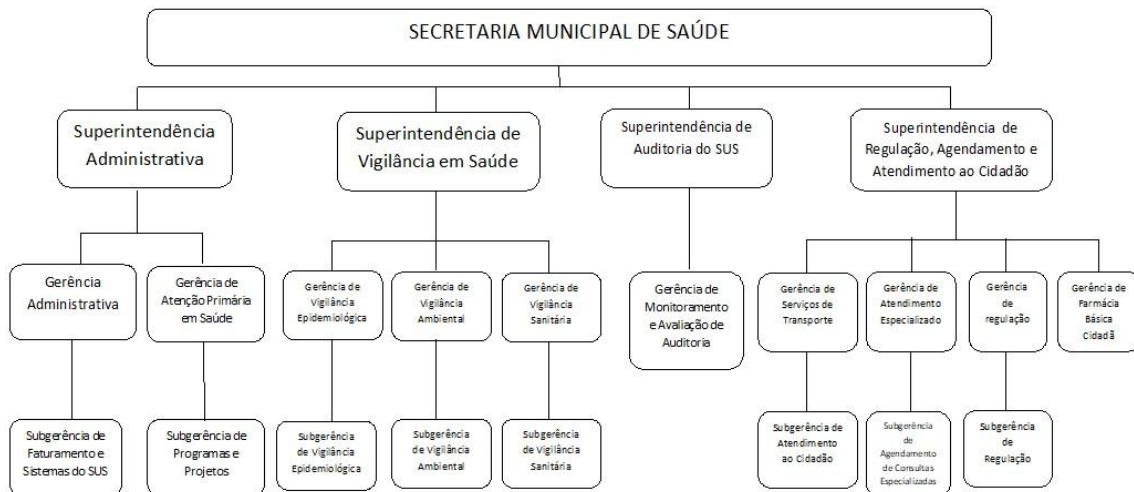 SECRETARIA MUNICIPAL DE SAÚDE
Superintendência
Administrativa
Superintendência de
Vigilância em Saúde
Superintendência de
Auditoria do SUS
Superintendência de
Regulação, Agendamento e
Atendimento ao Cidadão
Gerência
Administrativa
Gerência de
Atenção Primária
em Saúde
Gerência de
Vigilância
Epidemiológica
Gerência de
Vigilância
Ambiental
Gerência de
Vigilância
Sanitária
Gerência de
Monitoramento
e Avaliação de
Auditoria
Gerência de
Serviços de
Transporte
Gerência de
Atendimento
Especializado
Gerência
de
regulação
Gerência
de Farmácia
Básica
Cidadã
Subgerência de
Faturamento e
Sistemas do SUS
Subgerência de
Programas e
Projetos
Subgerência
de Vigilância
Epidemiológica
Subgerência
de Vigilância
Ambiental
Subgerência
de Vigilância
Sanitária
Subgerência de
Atendimento
ao Cidadão
Subgerência
de
Agendamento
de Consultas
Especializadas
Subgerência
de
Regulação